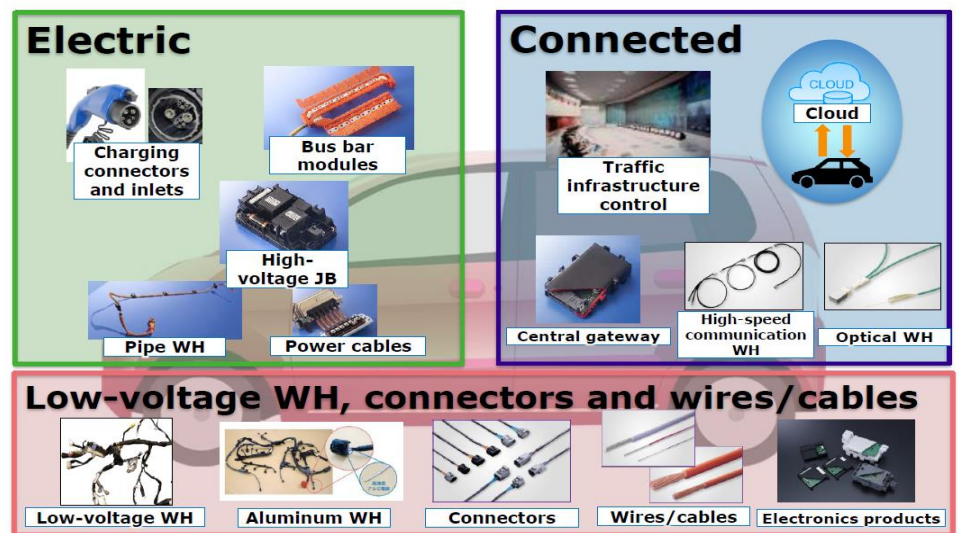 Electric
Charging
connectors
and inlets
Bus bar
modules
High-
voltage JB
Pipe WH
Power cables
Connected
Traffic
infrastructure
control
CLOUD
Cloud
Central gateway
High-speed
communication
WH
Optical WH
Low-voltage WH, connectors and wires/cables
Low-voltage WH
Aluminum WH
Connectors
Wires/cables
Electronics products